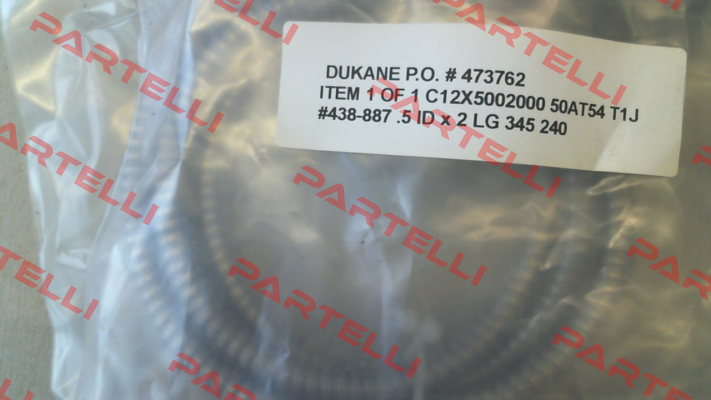 DUKANE P.O. # 473762
ITEM 1 OF 1 C12X5002000 50AT54 T1J
#438-887 .5 ID x 2 LG 345 240
PARTELLI
PARTELLI
PARTELLI
PARTELLI
PARTELLI
PARTELLI
PARTELLI
PARTELLI
PARTELLI